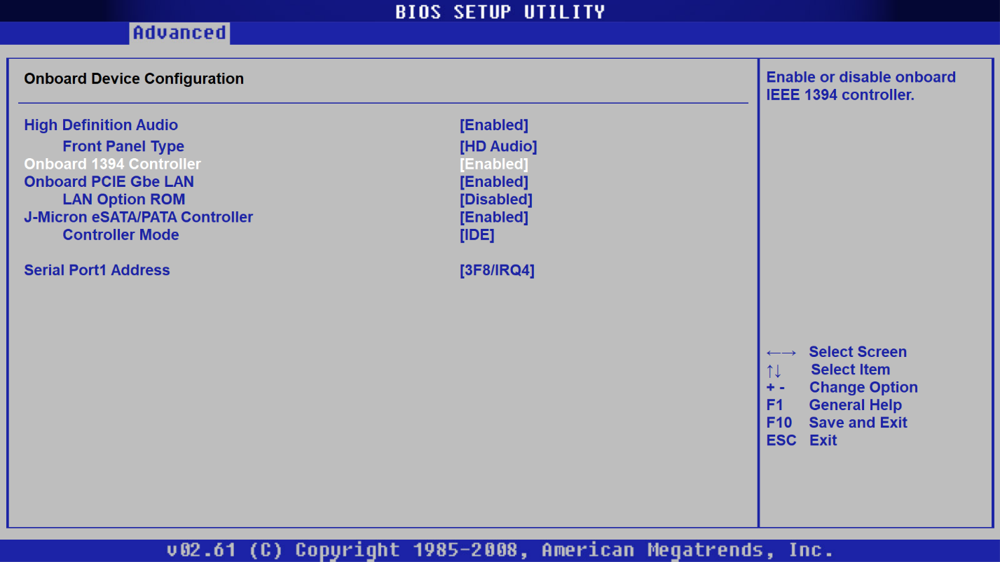 BIOS SETUP UTILITY
Advanced
Onboard Device Configuration
High Definition Audio [Enabled]
Front Panel Type [HD Audio]
Onboard 1394 Controller [Enabled]
Onboard PCIE Gbe LAN [Enabled]
LAN Option ROM [Disabled]
J-Micron eSATA/PATA Controller [Enabled]
Controller Mode [IDE]
Serial Port1 Address [3F8/IRQ4]
Enable or disable onboard
IEEE 1394 controller.
←→ Select Screen
↑↓ Select Item
+ - Change Option
F1 General Help
F10 Save and Exit
ESC Exit
v02.61 (C) Copyright 1985-2008, American Megatrends, Inc.